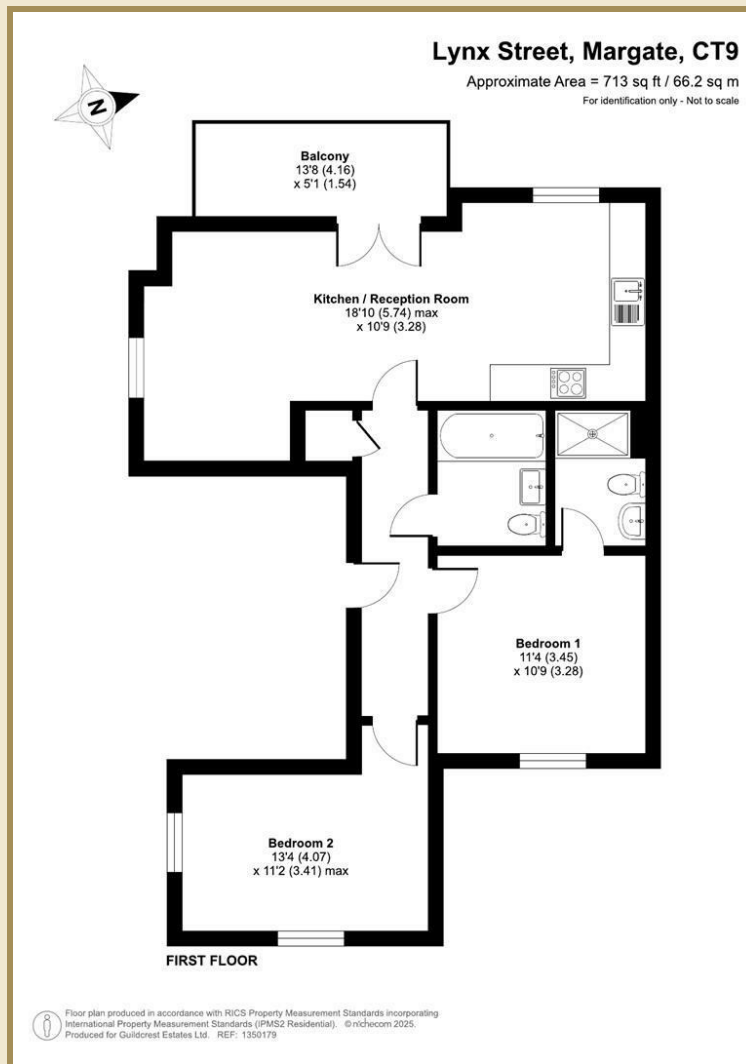 Lynx Street, Margate, CT9
Approximate Area = 713 sq ft / 66.2 sq m
For identification only - Not to scale
N
Balcony
13'8 (4.16)
x 5'1 (1.54)
Kitchen / Reception Room
18'10 (5.74) max
x 10'9 (3.28)
Bedroom 1
11'4 (3.45)
x 10'9 (3.28)
Bedroom 2
13'4 (4.07)
x 11'2 (3.41) max
FIRST FLOOR
Floor plan produced in accordance with RICS Property Measurement Standards incorporating
International Property Measurement Standards (IPMS2 Residential). © nichecom 2025.
Produced for Guildcrest Estates Ltd. REF: 1350179